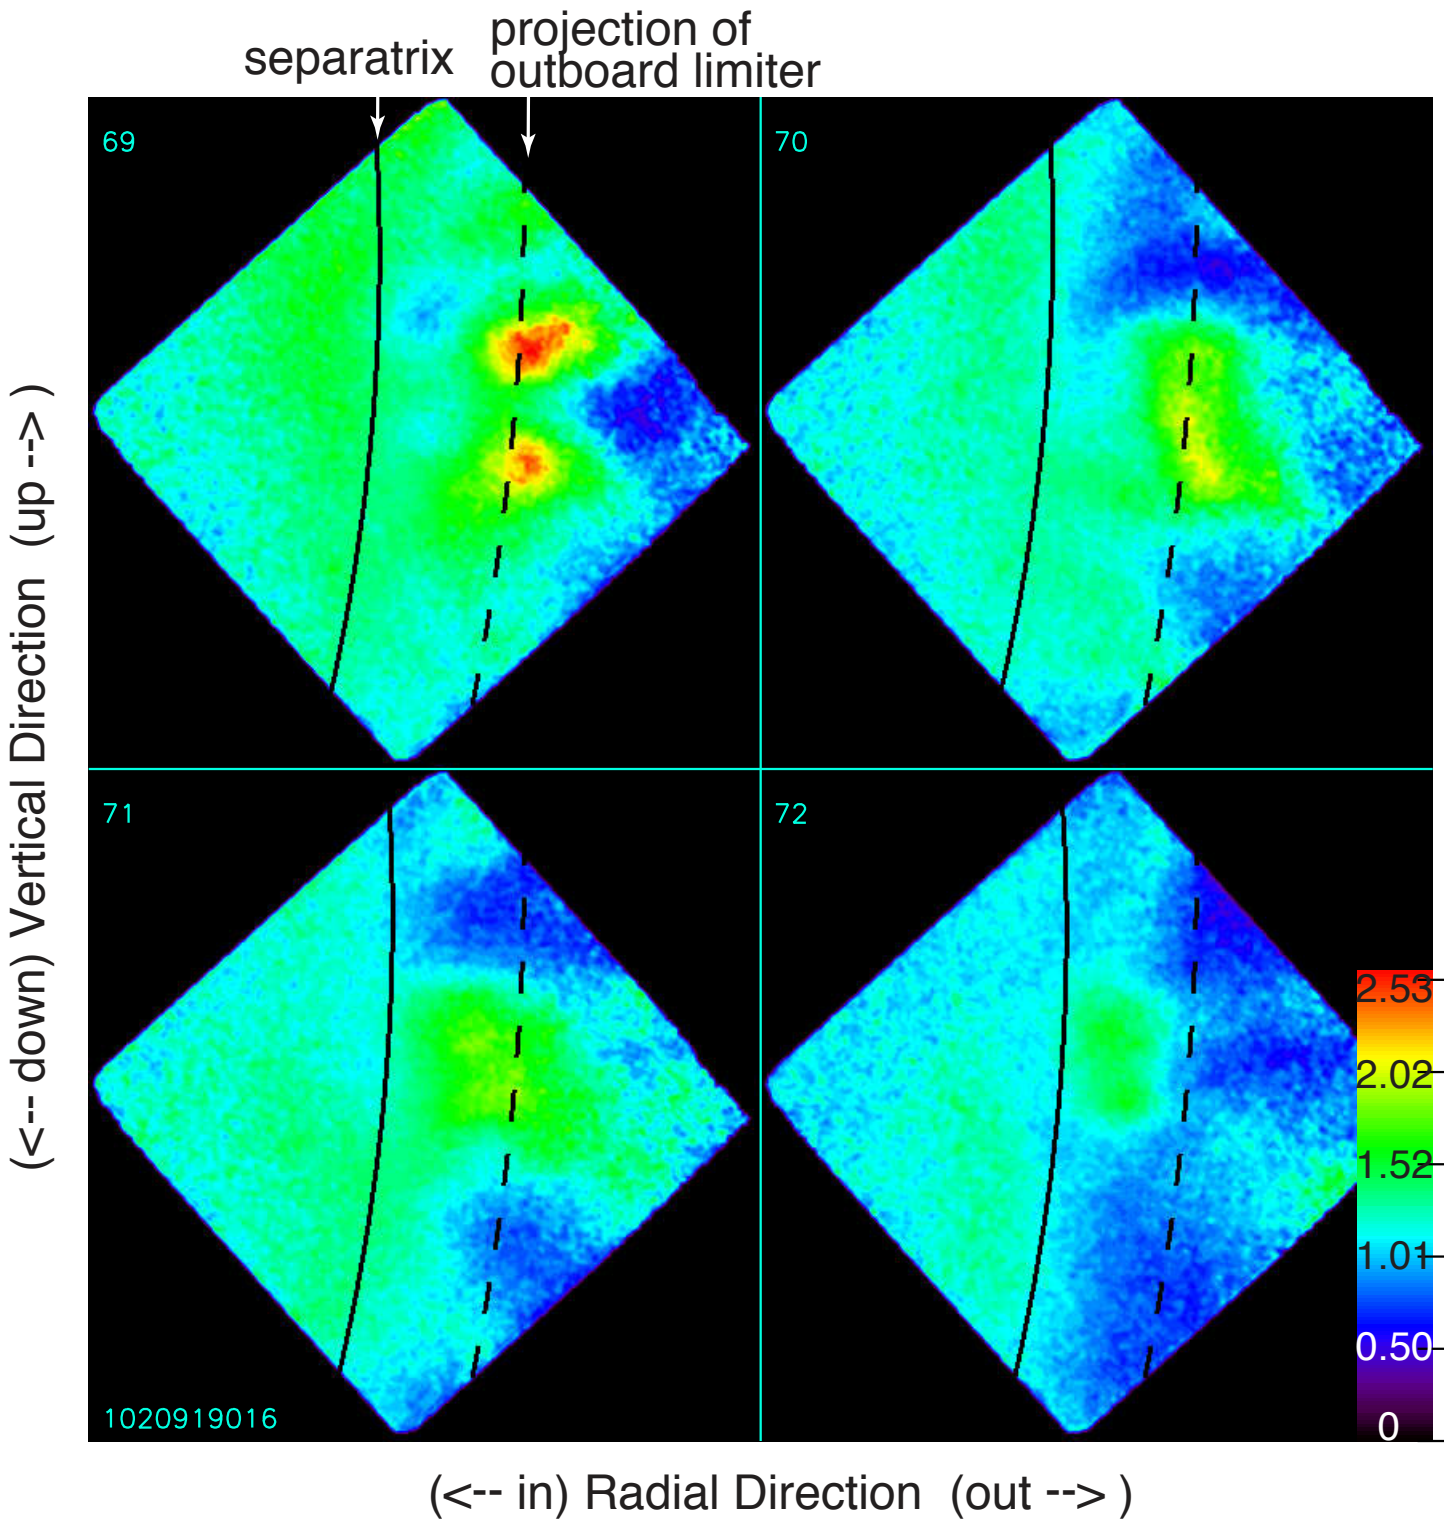 projection of
separatrix
outboard limiter
69
70
71
72
2.53
2.02
1.52
1.01
0.50
0
1020919016
(<-- down) Vertical Direction (up -->)
(<-- in) Radial Direction (out -->)